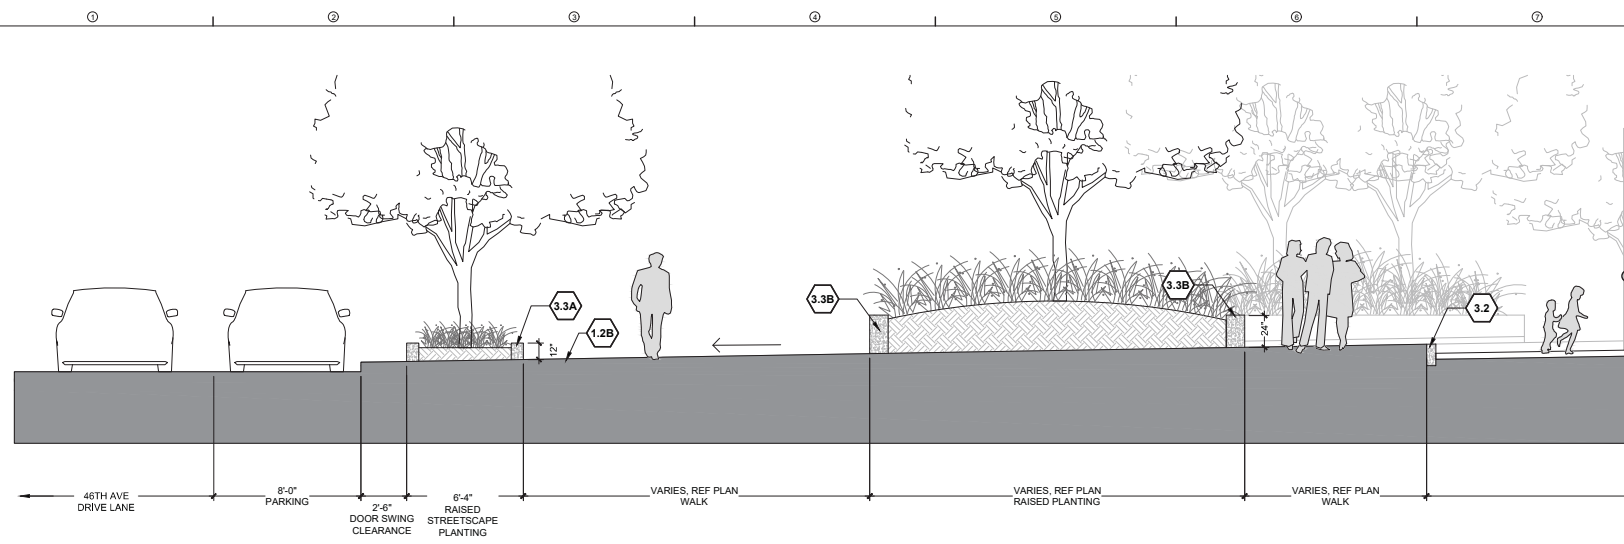 1
2
3
4
5
6
7
3.3A
1.2B
12"
3.3B
3.3B
24"
3.2
46TH AVE
DRIVE LANE
8'-0"
PARKING
2'-6"
DOOR SWING
CLEARANCE
6'-4"
RAISED
STREETSCAPE
PLANTING
VARIES, REF PLAN
WALK
VARIES, REF PLAN
RAISED PLANTING
VARIES, REF PLAN
WALK